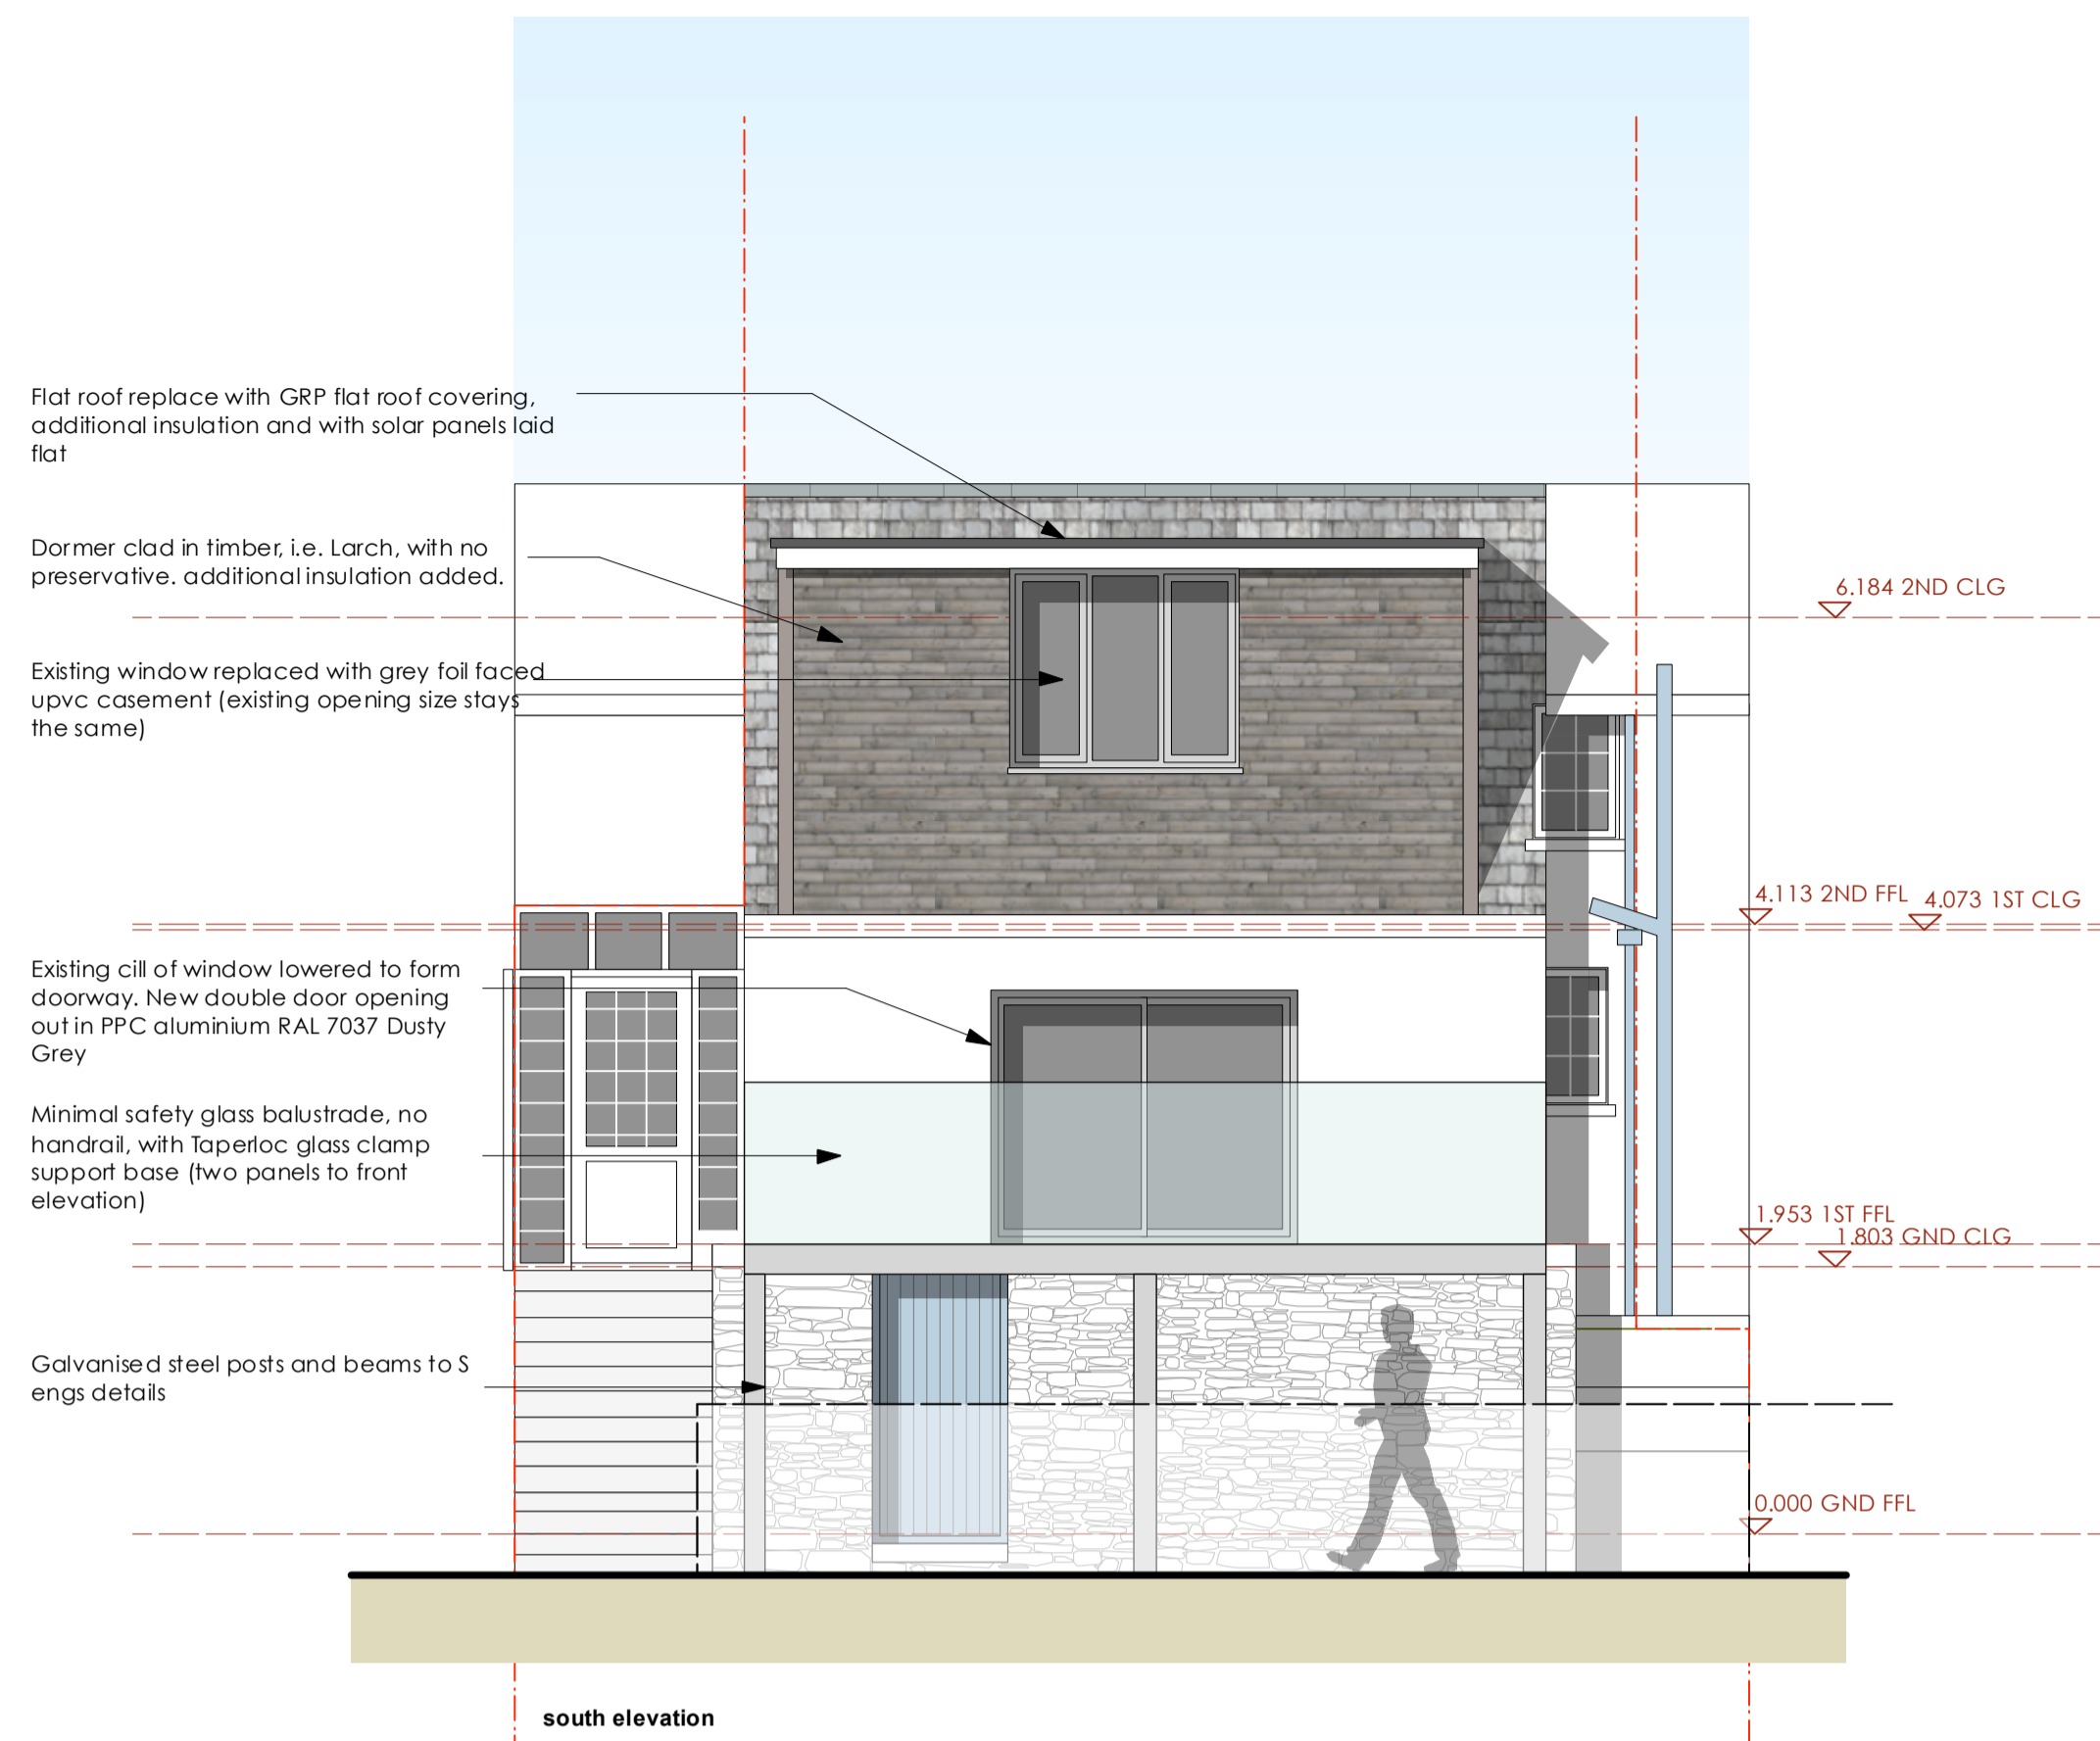 Flat roof replace with GRP flat roof covering,
additional insulation and with solar panels laid
flat
Dormer clad in timber, i.e. Larch, with no
preservative. additional insulation added.
6.184 2ND CLG
Existing window replaced with grey foil faced
upvc casement (existing opening size stays
the same)
4.113 2ND FFL
4.073 1ST CLG
Existing cill of window lowered to form
doorway. New double door opening
out in PPC aluminium RAL 7037 Dusty
Grey
Minimal safety glass balustrade, no
handrail, with Taperloc glass clamp
support base (two panels to front
elevation)
1.953 1ST FFL
1.803 GND CLG
Galvanised steel posts and beams to S
engs details
0.000 GND FFL
south elevation